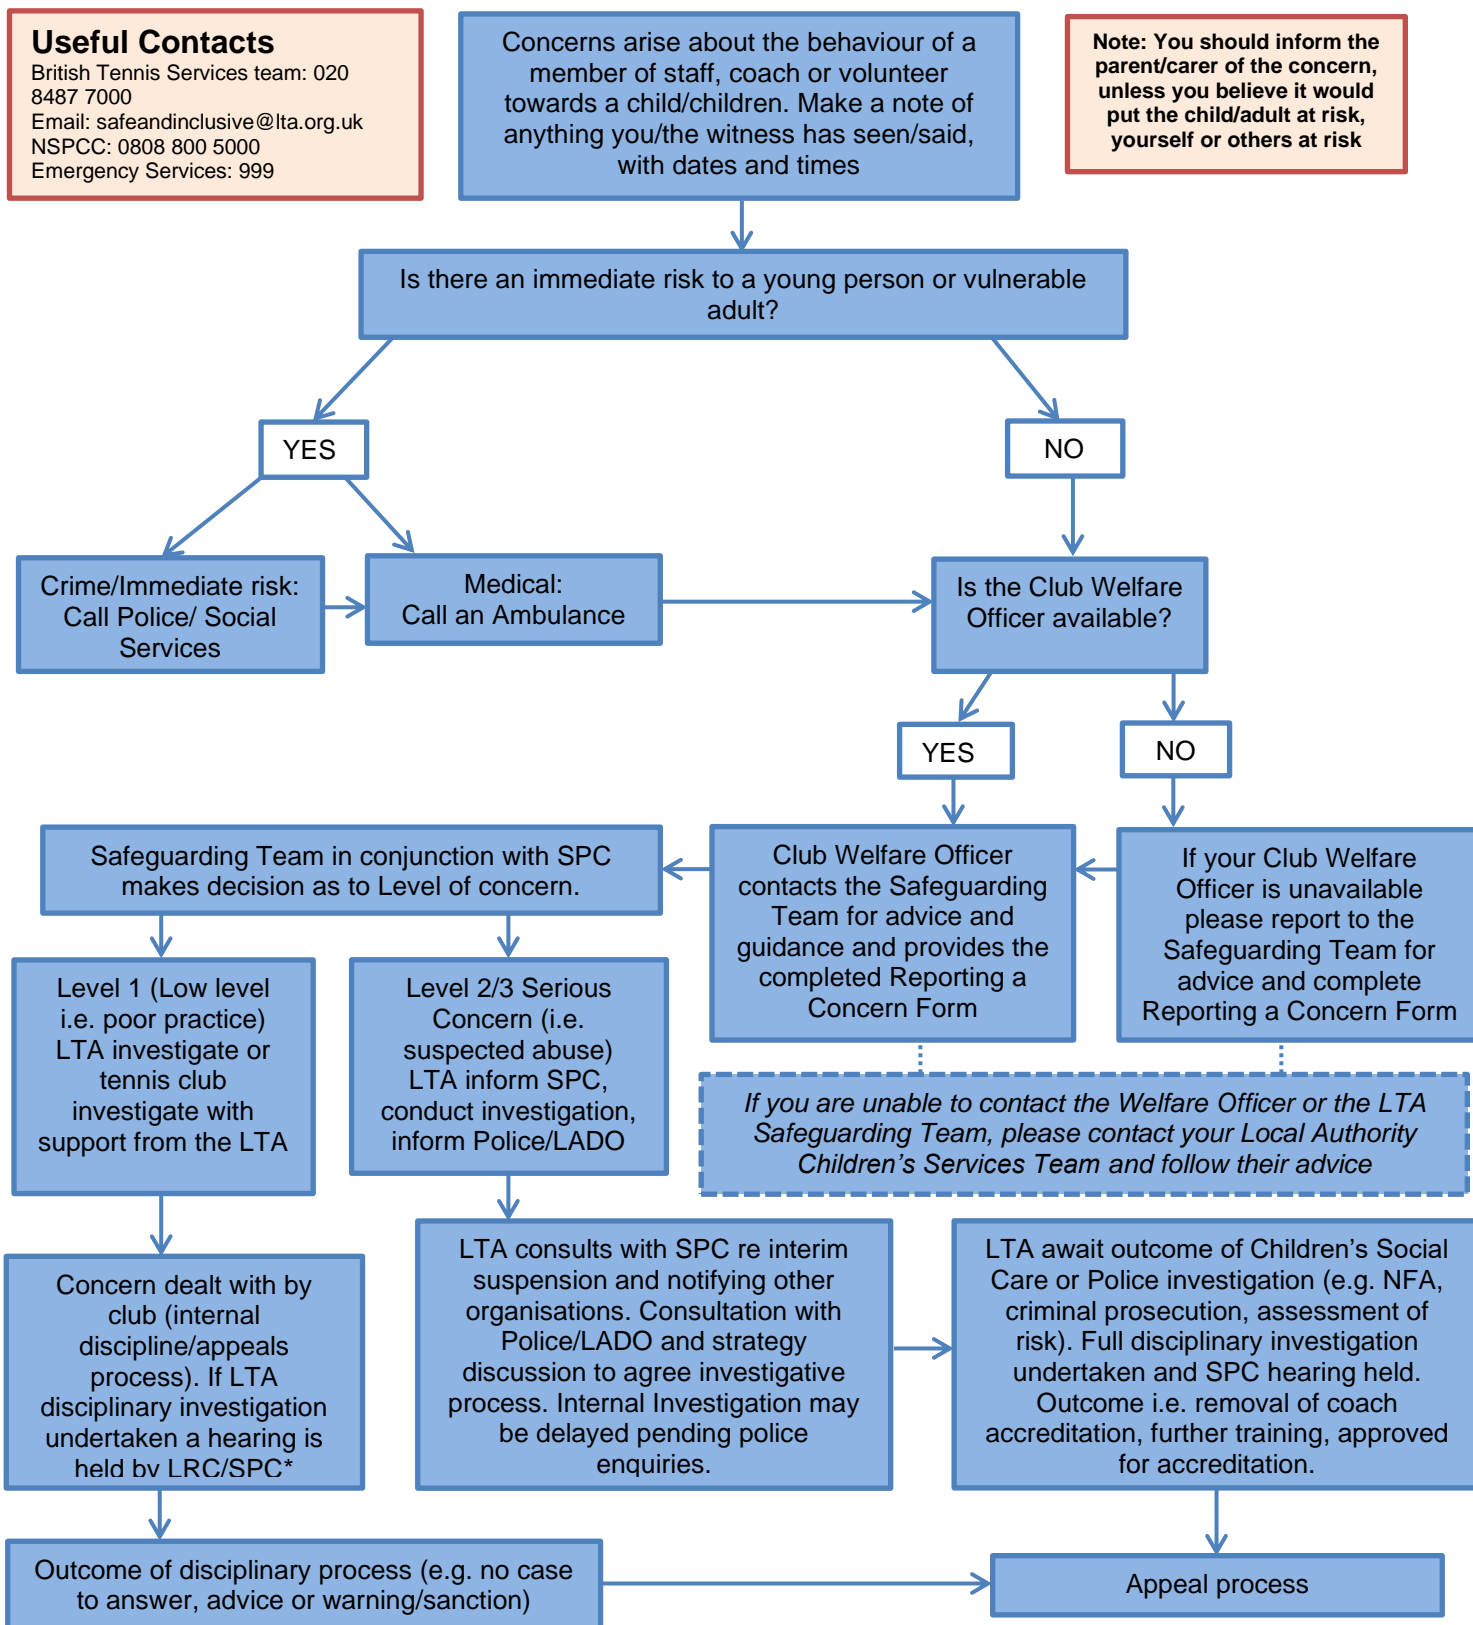 Useful Contacts
British Tennis Services team: 020
8487 7000
Email: safeandinclusive@lta.org.uk
NSPCC: 0808 800 5000
Emergency Services: 999
Concerns arise about the behaviour of a
member of staff, coach or volunteer
towards a child/children. Make a note of
anything you/the witness has seen/said,
with dates and times
Note: You should inform the
parent/carer of the concern,
unless you believe it would
put the child/adult at risk,
yourself or others at risk
Is there an immediate risk to a young person or vulnerable
adult?
YES
NO
Crime/Immediate risk:
Call Police/ Social
Services
Medical:
Call an Ambulance
Is the Club Welfare
Officer available?
YES
NO
Safeguarding Team in conjunction with SPC
makes decision as to Level of concern.
Club Welfare Officer
contacts the Safeguarding
Team for advice and
guidance and provides the
completed Reporting a
Concern Form
If your Club Welfare
Officer is unavailable
please report to the
Safeguarding Team for
advice and complete
Reporting a Concern Form
Level 1 (Low level
i.e. poor practice)
LTA investigate or
tennis club
investigate with
support from the LTA
Level 2/3 Serious
Concern (i.e.
suspected abuse)
LTA inform SPC,
conduct investigation,
inform Police/LADO
If you are unable to contact the Welfare Officer or the LTA
Safeguarding Team, please contact your Local Authority
Children’s Services Team and follow their advice
Concern dealt with by
club (internal
discipline/appeals
process). If LTA
disciplinary investigation
undertaken a hearing is
held by LRC/SPC*
LTA consults with SPC re interim
suspension and notifying other
organisations. Consultation with
Police/LADO and strategy
discussion to agree investigative
process. Internal Investigation may
be delayed pending police
enquiries.
LTA await outcome of Children’s Social
Care or Police investigation (e.g. NFA,
criminal prosecution, assessment of
risk). Full disciplinary investigation
undertaken and SPC hearing held.
Outcome i.e. removal of coach
accreditation, further training, approved
for accreditation.
Outcome of disciplinary process (e.g. no case
to answer, advice or warning/sanction)
Appeal process